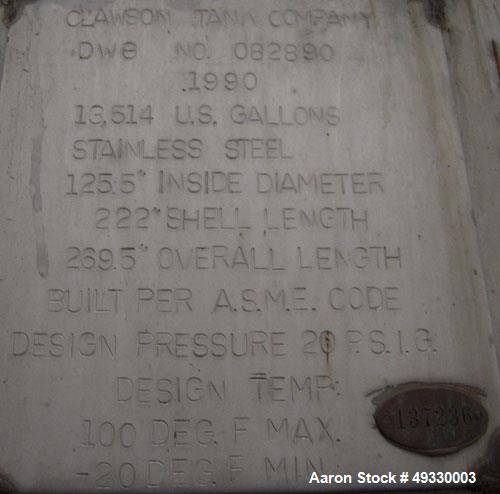 CLAWSON TANK COMPANY
DWG NO. 082890
1990
13,514 U.S. GALLONS
STAINLESS STEEL
125.5" INSIDE DIAMETER
222" SHELL LENGTH
269.5" OVERALL LENGTH
BUILT PER A.S.M.E. CODE
DESIGN PRESSURE 20 P.S.I.G.
DESIGN TEMP:
100 DEG. F MAX.
-20 DEG. F MIN.
Aaron Stock # 49330003